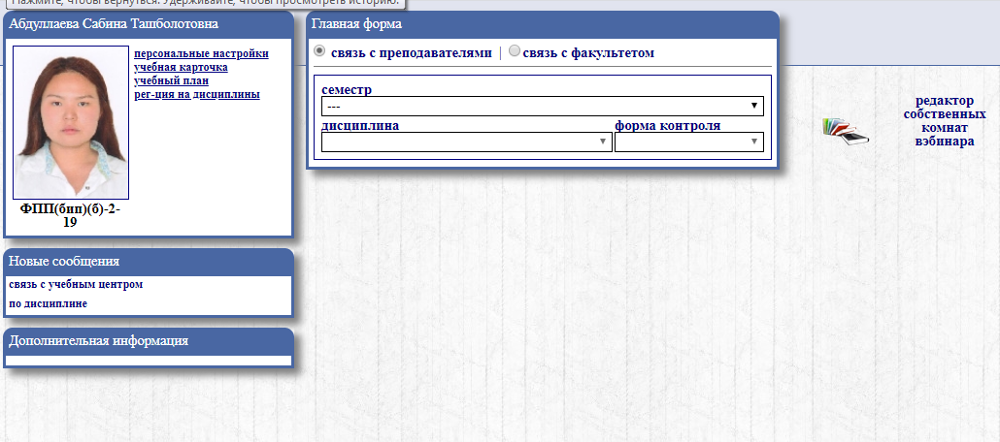 Нажмите, чтобы вернуться. Удерживайте, чтобы просмотреть историю.
Абдуллаева Сабина Ташболотовна
персональные настройки
учебная карточка
учебный план
рег-ция на дисциплины
ФПП(бип)(б)-2-
19
Новые сообщения
связь с учебным центром
по дисциплине
Дополнительная информация
Главная форма
связь с преподавателями | связь с факультетом
семестр
---
дисциплина форма контроля
редактор
собственных
комнат
вэбинара